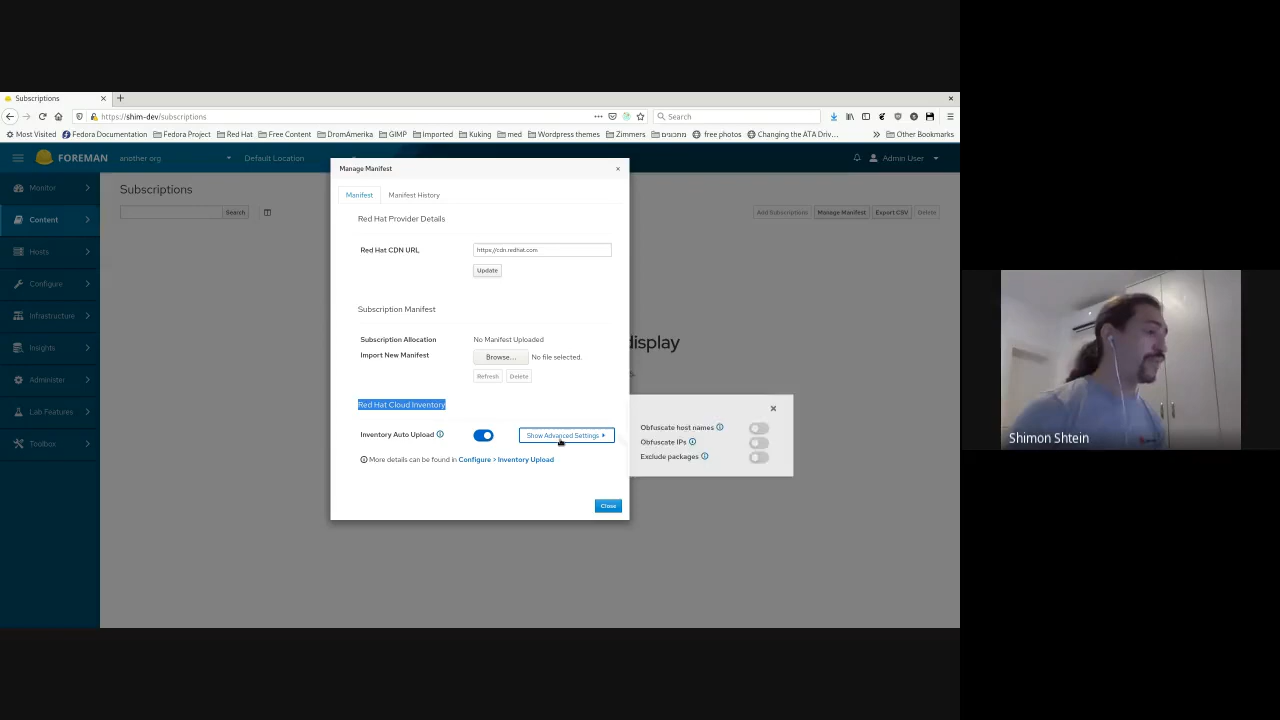 Subscriptions
https://shim-dev/subscriptions
Search
Most Visited
Fedora Documentation
Fedora Project
Red Hat
Free Content
DromAmerika
GIMP
Imported
Kuking
med
Wordpress themes
Zimmers
מתכונים
free photos
Changing the ATA Driv…
Other Bookmarks
FOREMAN
another org
Default Location
Admin User
Monitor
Content
Hosts
Configure
Infrastructure
Insights
Administer
Lab Features
Toolbox
Subscriptions
Search
Add Subscriptions
Manage Manifest
Export CSV
Delete
display
Manage Manifest
Manifest
Manifest History
Red Hat Provider Details
Red Hat CDN URL
https://cdn.redhat.com
Update
Subscription Manifest
Subscription Allocation
No Manifest Uploaded
Import New Manifest
Browse...
No file selected.
Refresh
Delete
Red Hat Cloud Inventory
Inventory Auto Upload
Show Advanced Settings
More details can be found in Configure > Inventory Upload
Close
Obfuscate host names
Obfuscate IPs
Exclude packages
Shimon Shtein